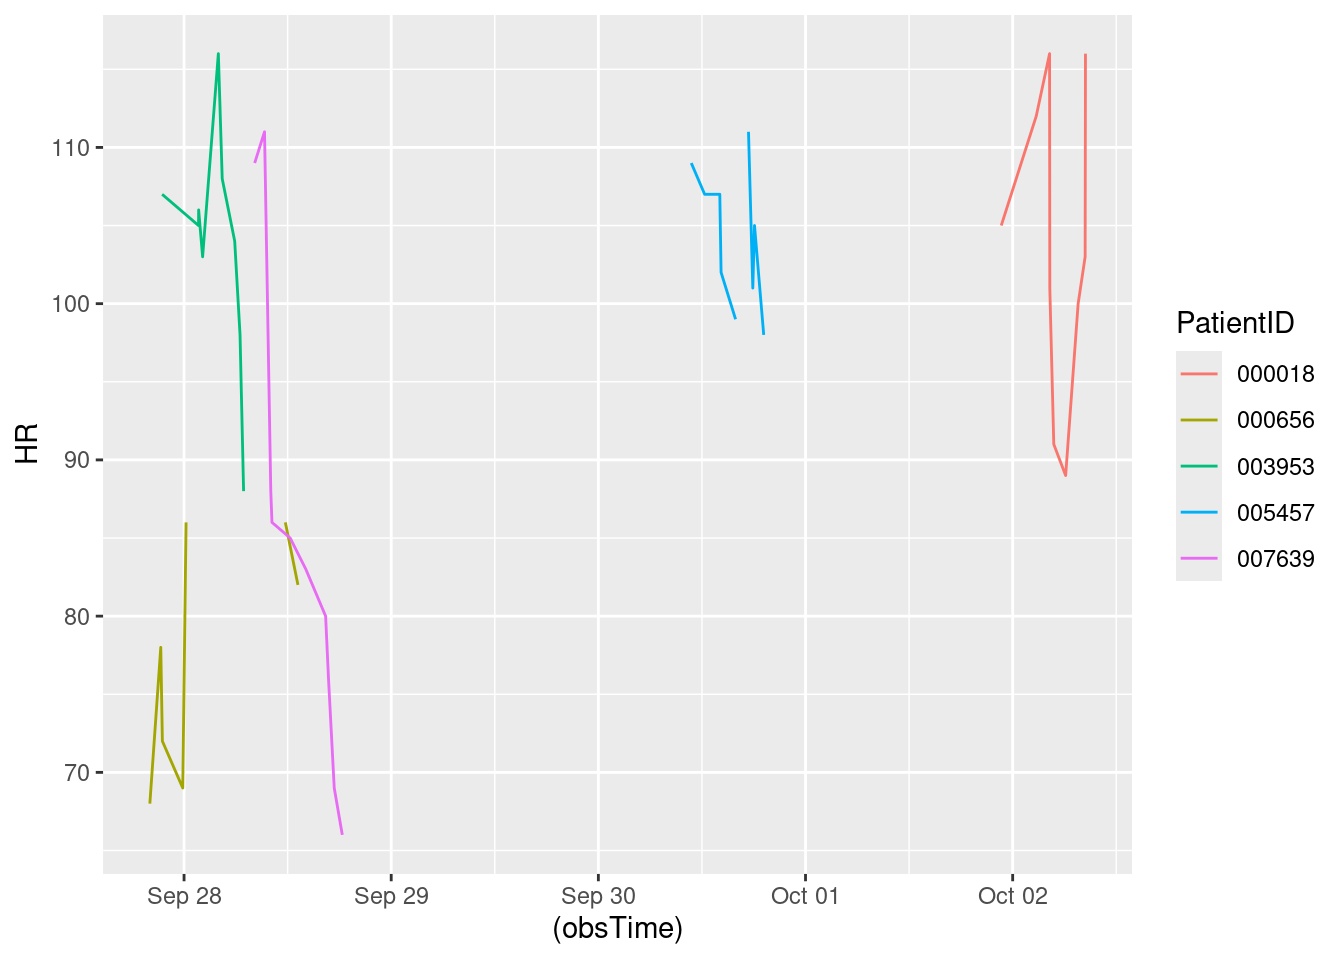 110
100
90
80
70
HR
Sep 28
Sep 29
Sep 30
Oct 01
Oct 02
(obsTime)
PatientID
000018
000656
003953
005457
007639